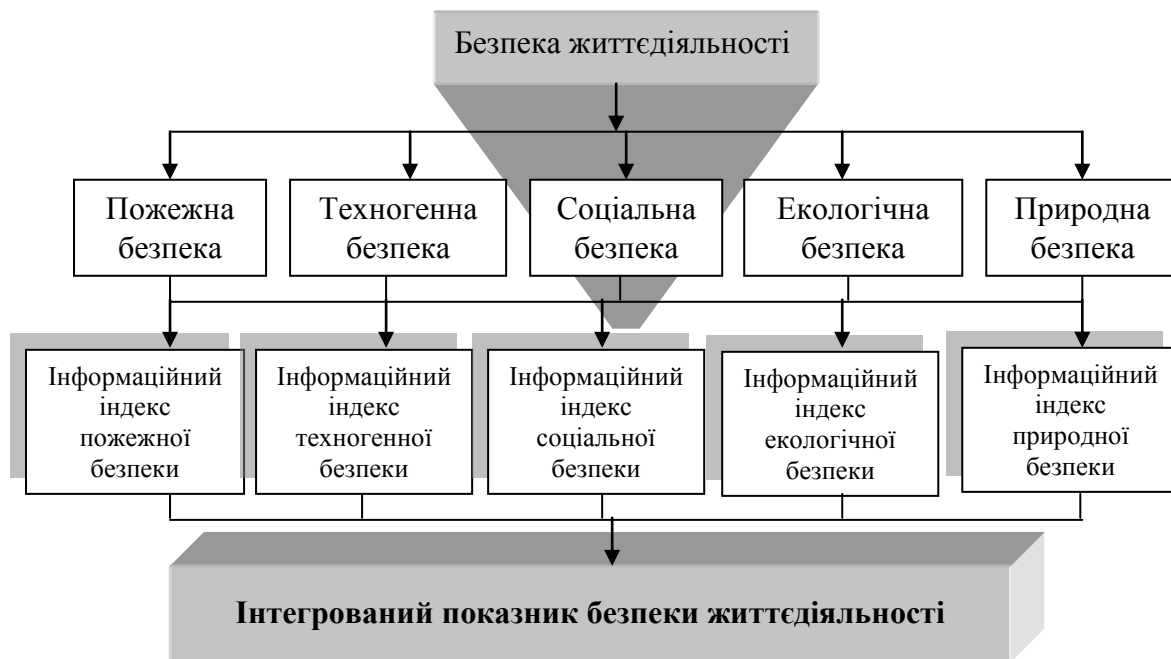 Безпека життєдіяльності
Пожежна
безпека
Техногенна
безпека
Соціальна
безпека
Екологічна
безпека
Природна
безпека
Інформаційний
індекс
пожежної
безпеки
Інформаційний
індекс
техногенної
безпеки
Інформаційний
індекс
соціальної
безпеки
Інформаційний
індекс
екологічної
безпеки
Інформаційний
індекс
природної
безпеки
Інтегрований показник безпеки життєдіяльності